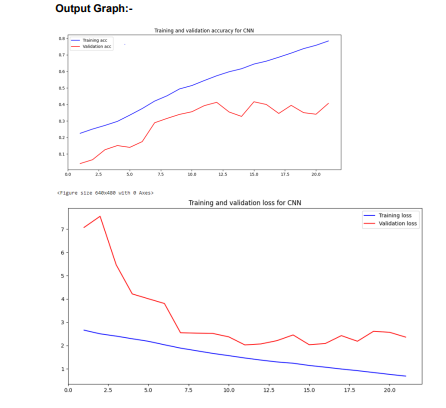 Output Graph:-
Training and validation accuracy for CNN
Training acc
Validation acc
0.8
0.7
0.6
0.5
0.4
0.3
0.2
0.1
0.0 2.5 5.0 7.5 10.0 12.5 15.0 17.5 20.0
<Figure size 640x480 with 0 Axes>
Training and validation loss for CNN
Training loss
Validation loss
7
6
5
4
3
2
1
0.0 2.5 5.0 7.5 10.0 12.5 15.0 17.5 20.0